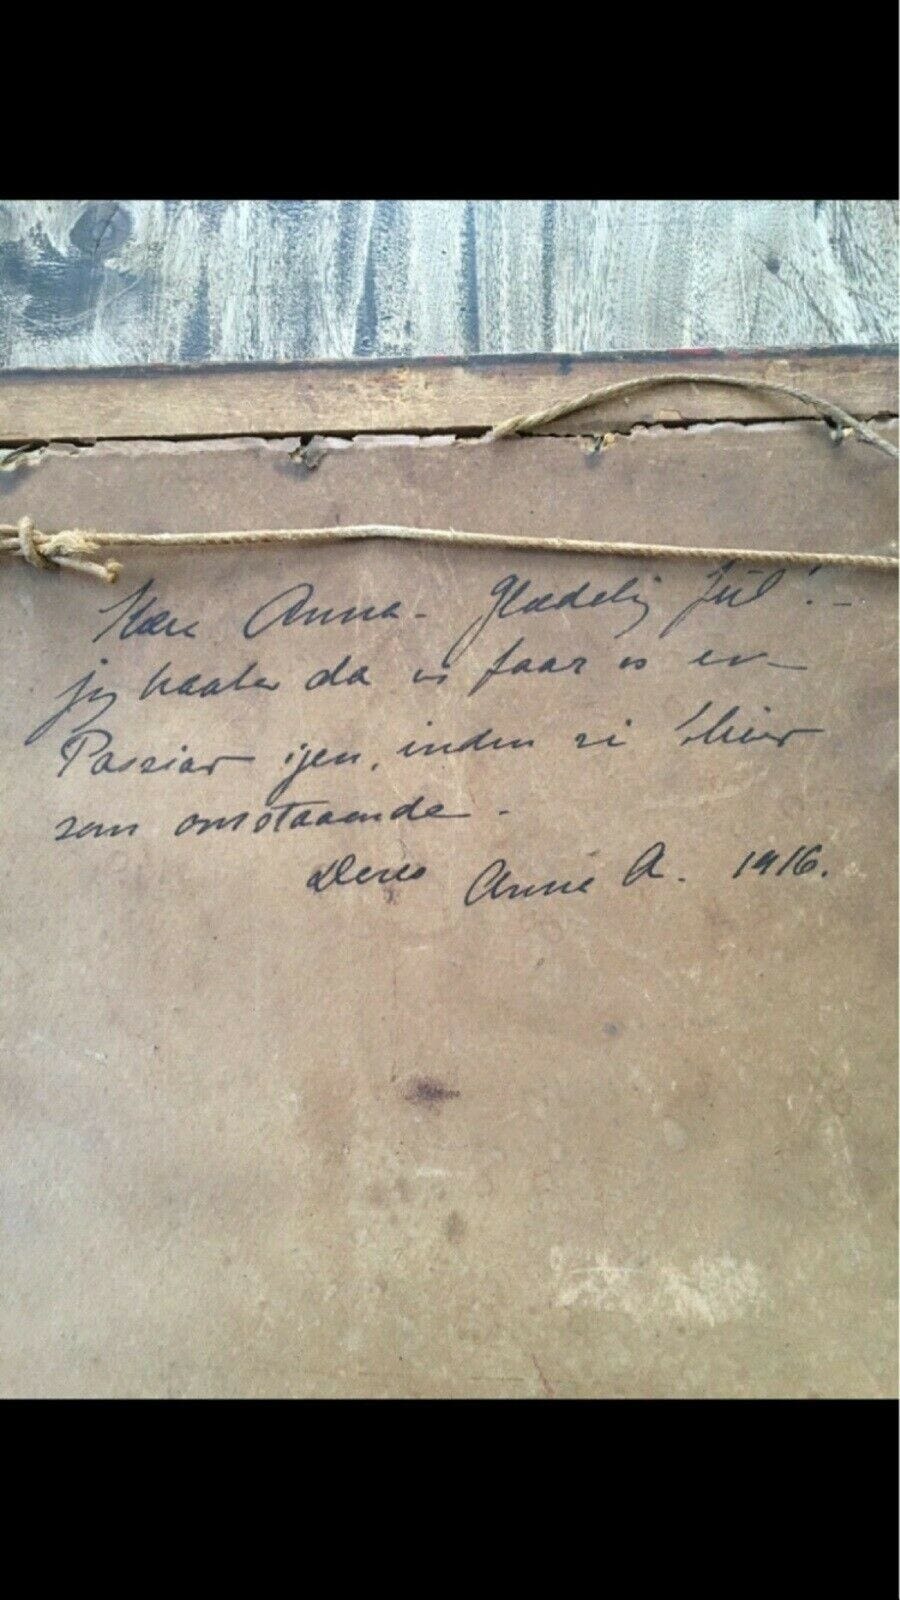 Kære Anna - Glædelig Jul! -
jeg haaber da vi faar os en
Passiar igen, inden vi bliver
som omstaaende -
Deres Anna A. 1916.